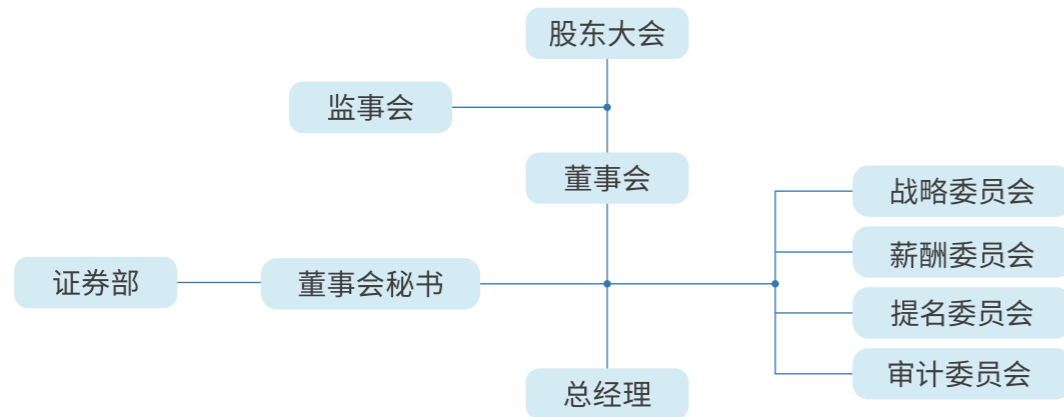 股东大会
监事会
董事会
战略委员会
薪酬委员会
证券部
董事会秘书
提名委员会
审计委员会
总经理